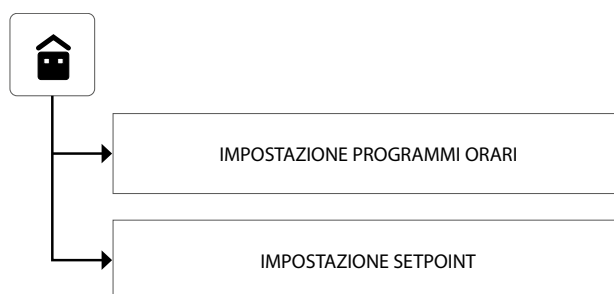 IMPOSTAZIONE PROGRAMMI ORARI
IMPOSTAZIONE SETPOINT